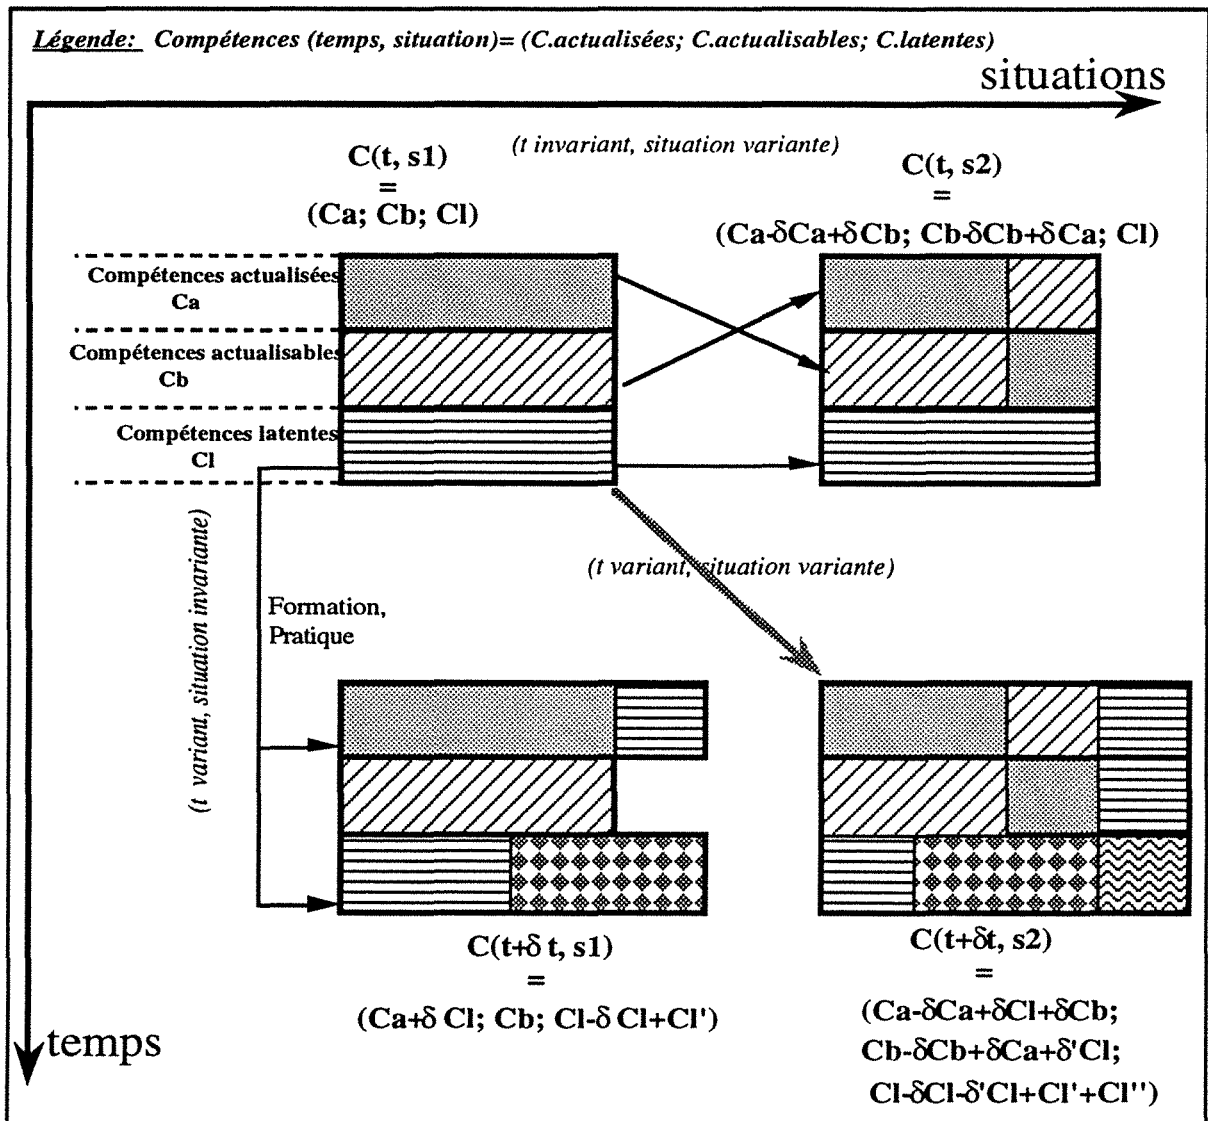 Légende: Compétences (temps, situation)= (C.actualisées; C.actualisables; C.latentes)
situations
(t invariant, situation variante)
C(t, s1)
=
(Ca; Cb; Cl)
C(t, s2)
=
(Ca-δCa+δCb; Cb-δCb+δCa; Cl)
Compétences actualisées
Ca
Compétences actualisables
Cb
Compétences latentes
Cl
(t variant, situation invariante)
(t variant, situation variante)
Formation,
Pratique
C(t+δ t, s1)
=
(Ca+δ Cl; Cb; Cl-δ Cl+Cl')
C(t+δt, s2)
=
(Ca-δCa+δCl+δCb;
Cb-δCb+δCa+δ'Cl;
Cl-δCl-δ'Cl+Cl'+Cl'')
temps